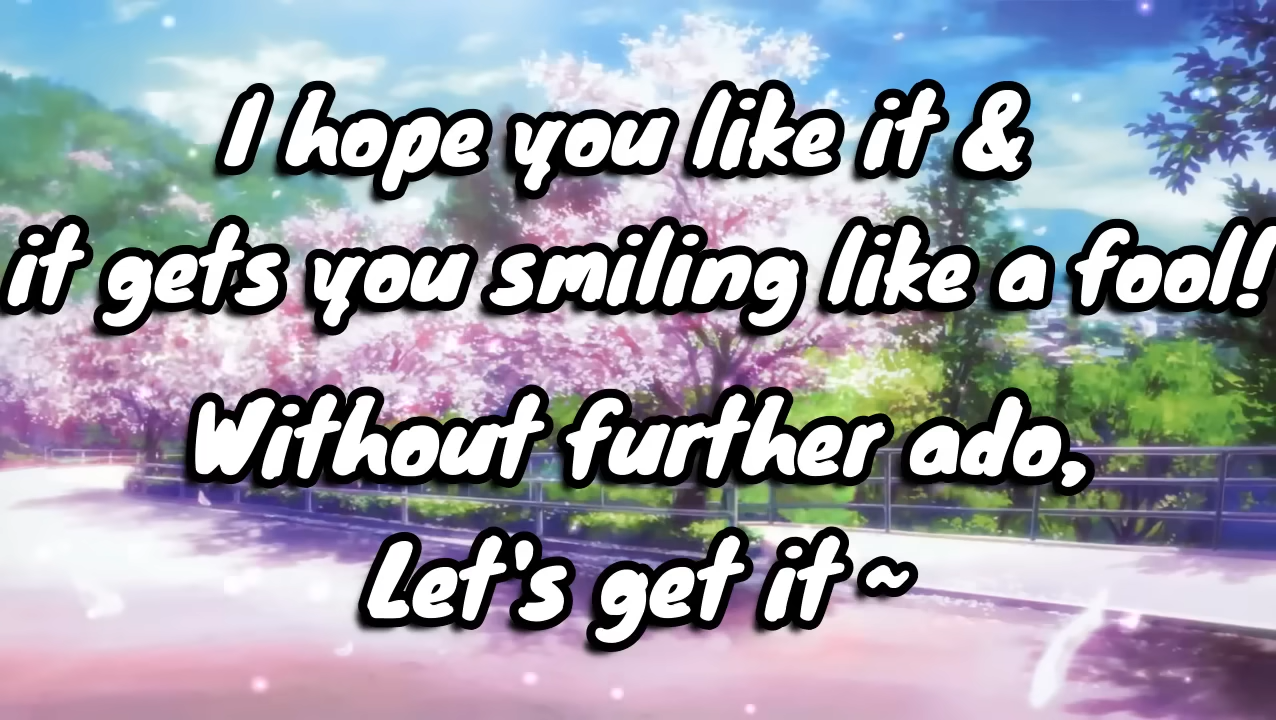 I hope you like it &
it gets you smiling like a fool!
Without further ado,
Let's get it ~